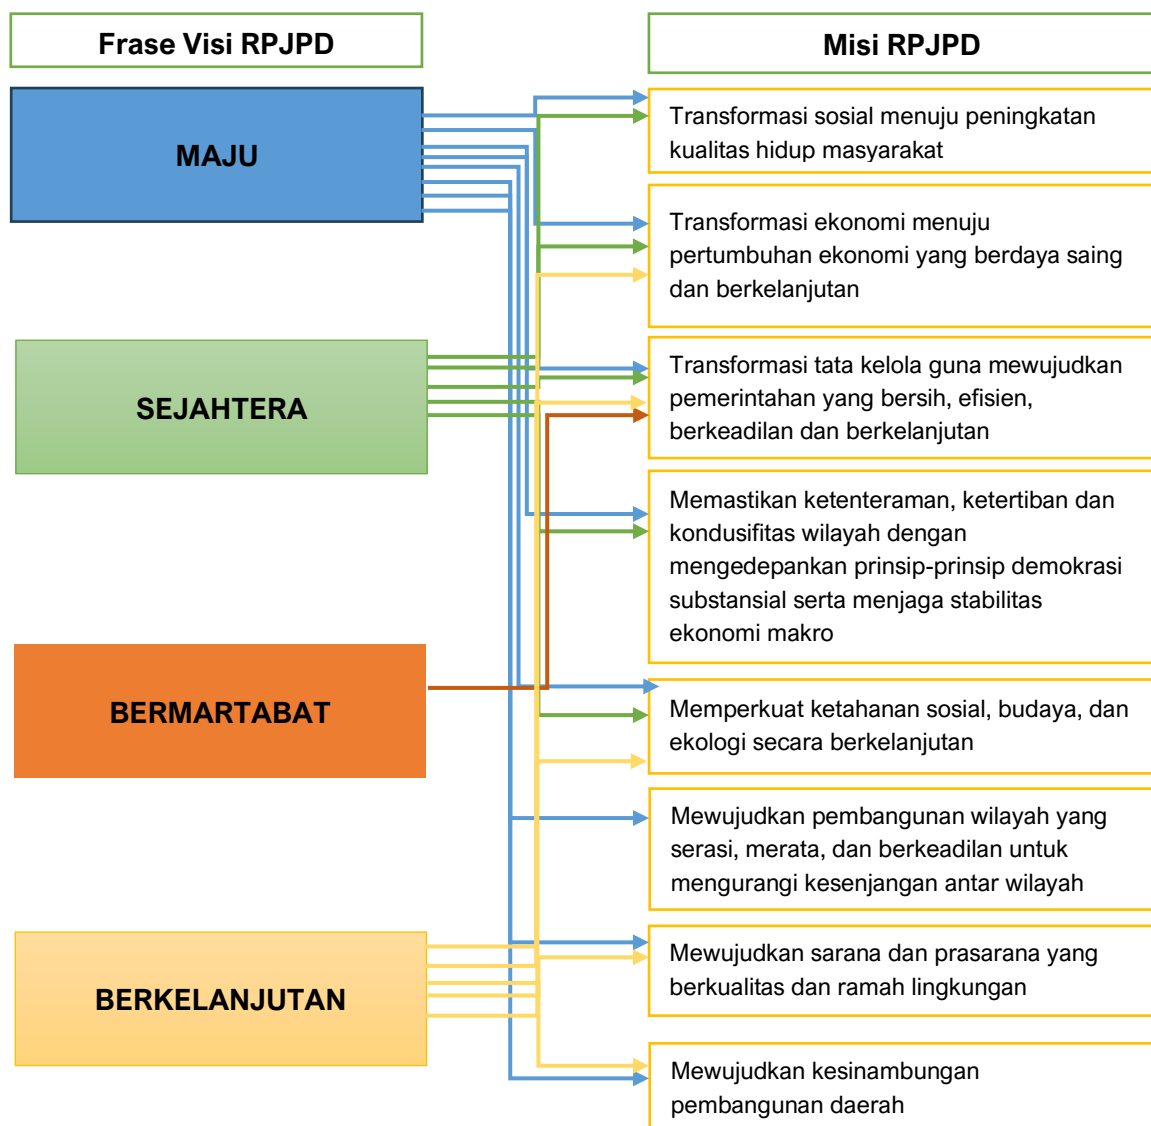 Frase Visi RPJPD
Misi RPJPD
MAJU
SEJAHTERA
BERMARTABAT
BERKELANJUTAN
Transformasi sosial menuju peningkatan
kualitas hidup masyarakat
Transformasi ekonomi menuju
pertumbuhan ekonomi yang berdaya saing
dan berkelanjutan
Transformasi tata kelola guna mewujudkan
pemerintahan yang bersih, efisien,
berkeadilan dan berkelanjutan
Memastikan ketenteraman, ketertiban dan
kondusifitas wilayah dengan
mengedepankan prinsip-prinsip demokrasi
substansial serta menjaga stabilitas
ekonomi makro
Memperkuat ketahanan sosial, budaya, dan
ekologi secara berkelanjutan
Mewujudkan pembangunan wilayah yang
serasi, merata, dan berkeadilan untuk
mengurangi kesenjangan antar wilayah
Mewujudkan sarana dan prasarana yang
berkualitas dan ramah lingkungan
Mewujudkan kesinambungan
pembangunan daerah